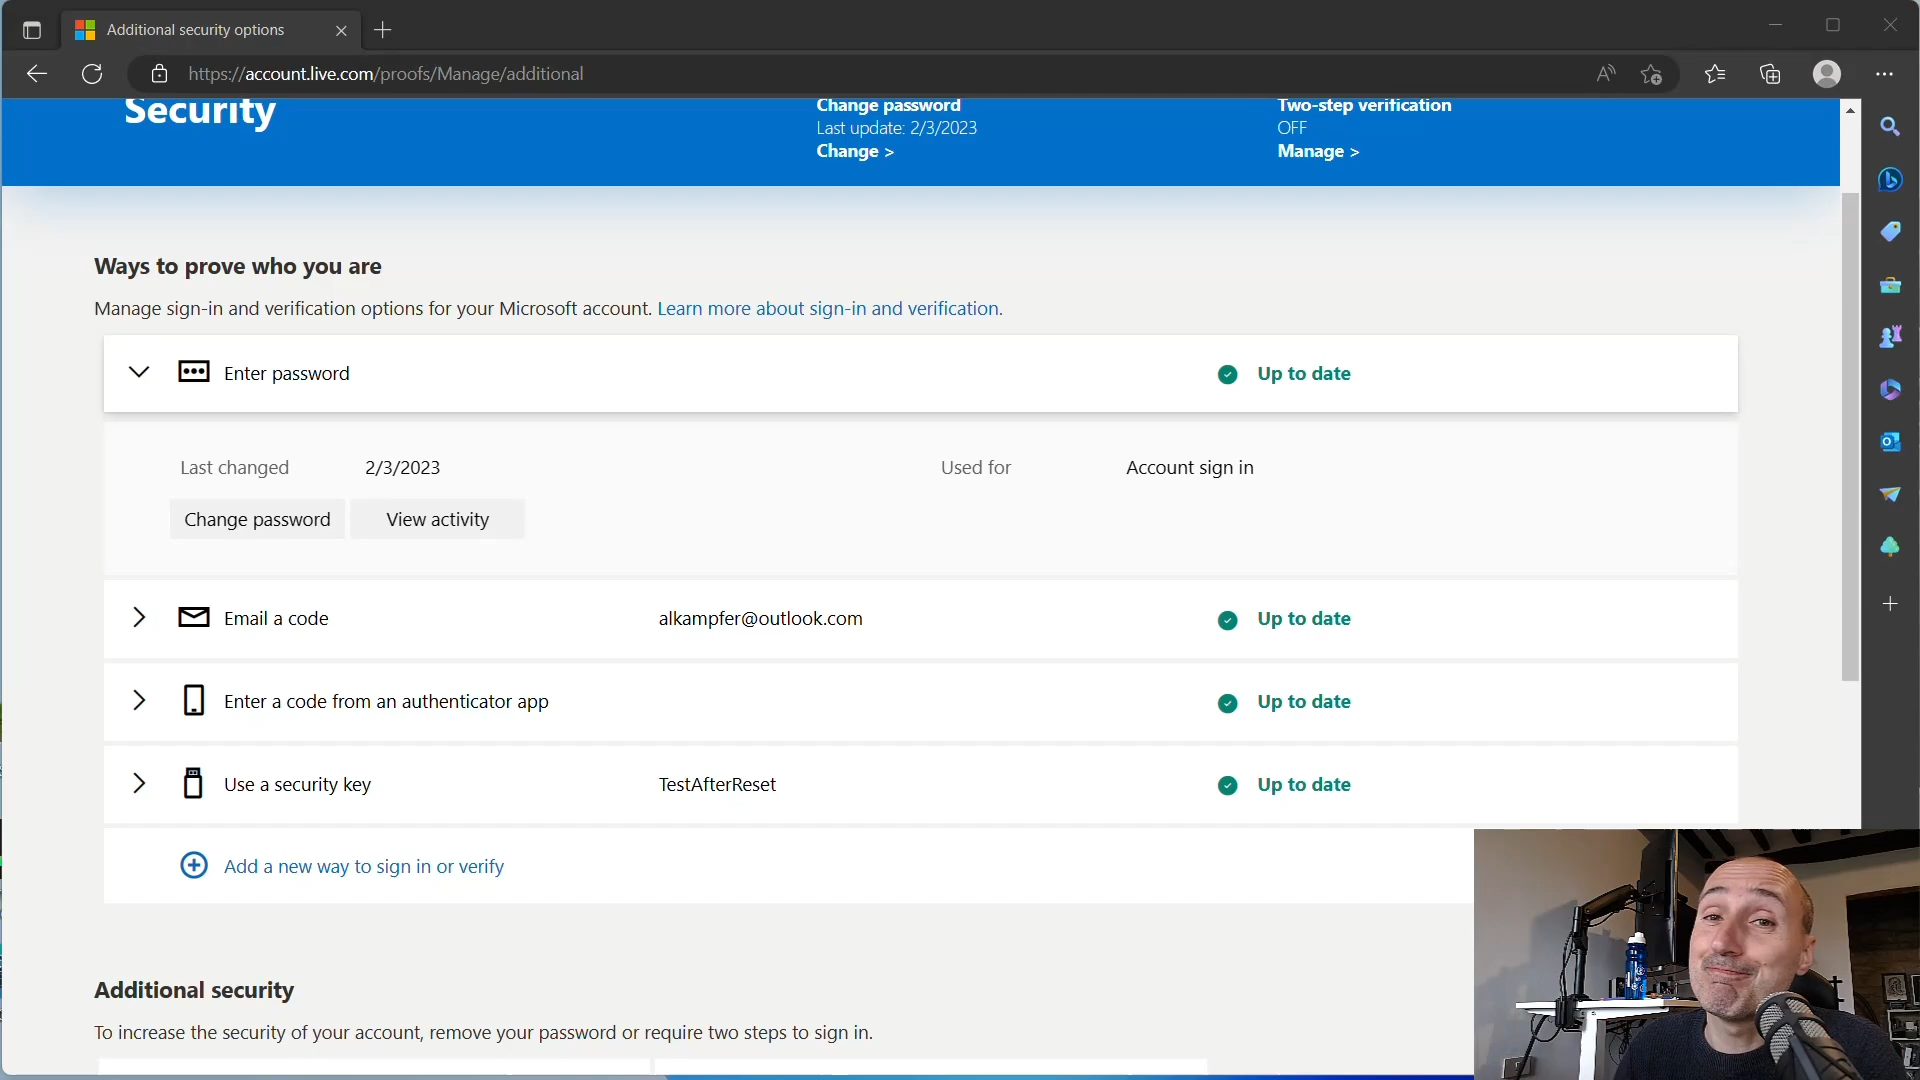 Additional security options
https://account.live.com/proofs/Manage/additional
Security
Change password
Last update: 2/3/2023
Change >
Two-step verification
OFF
Manage >
Ways to prove who you are
Manage sign-in and verification options for your Microsoft account. Learn more about sign-in and verification.
Enter password
Up to date
Last changed
2/3/2023
Used for
Account sign in
Change password
View activity
Email a code
alkampfer@outlook.com
Up to date
Enter a code from an authenticator app
Up to date
Use a security key
TestAfterReset
Up to date
Add a new way to sign in or verify
Additional security
To increase the security of your account, remove your password or require two steps to sign in.